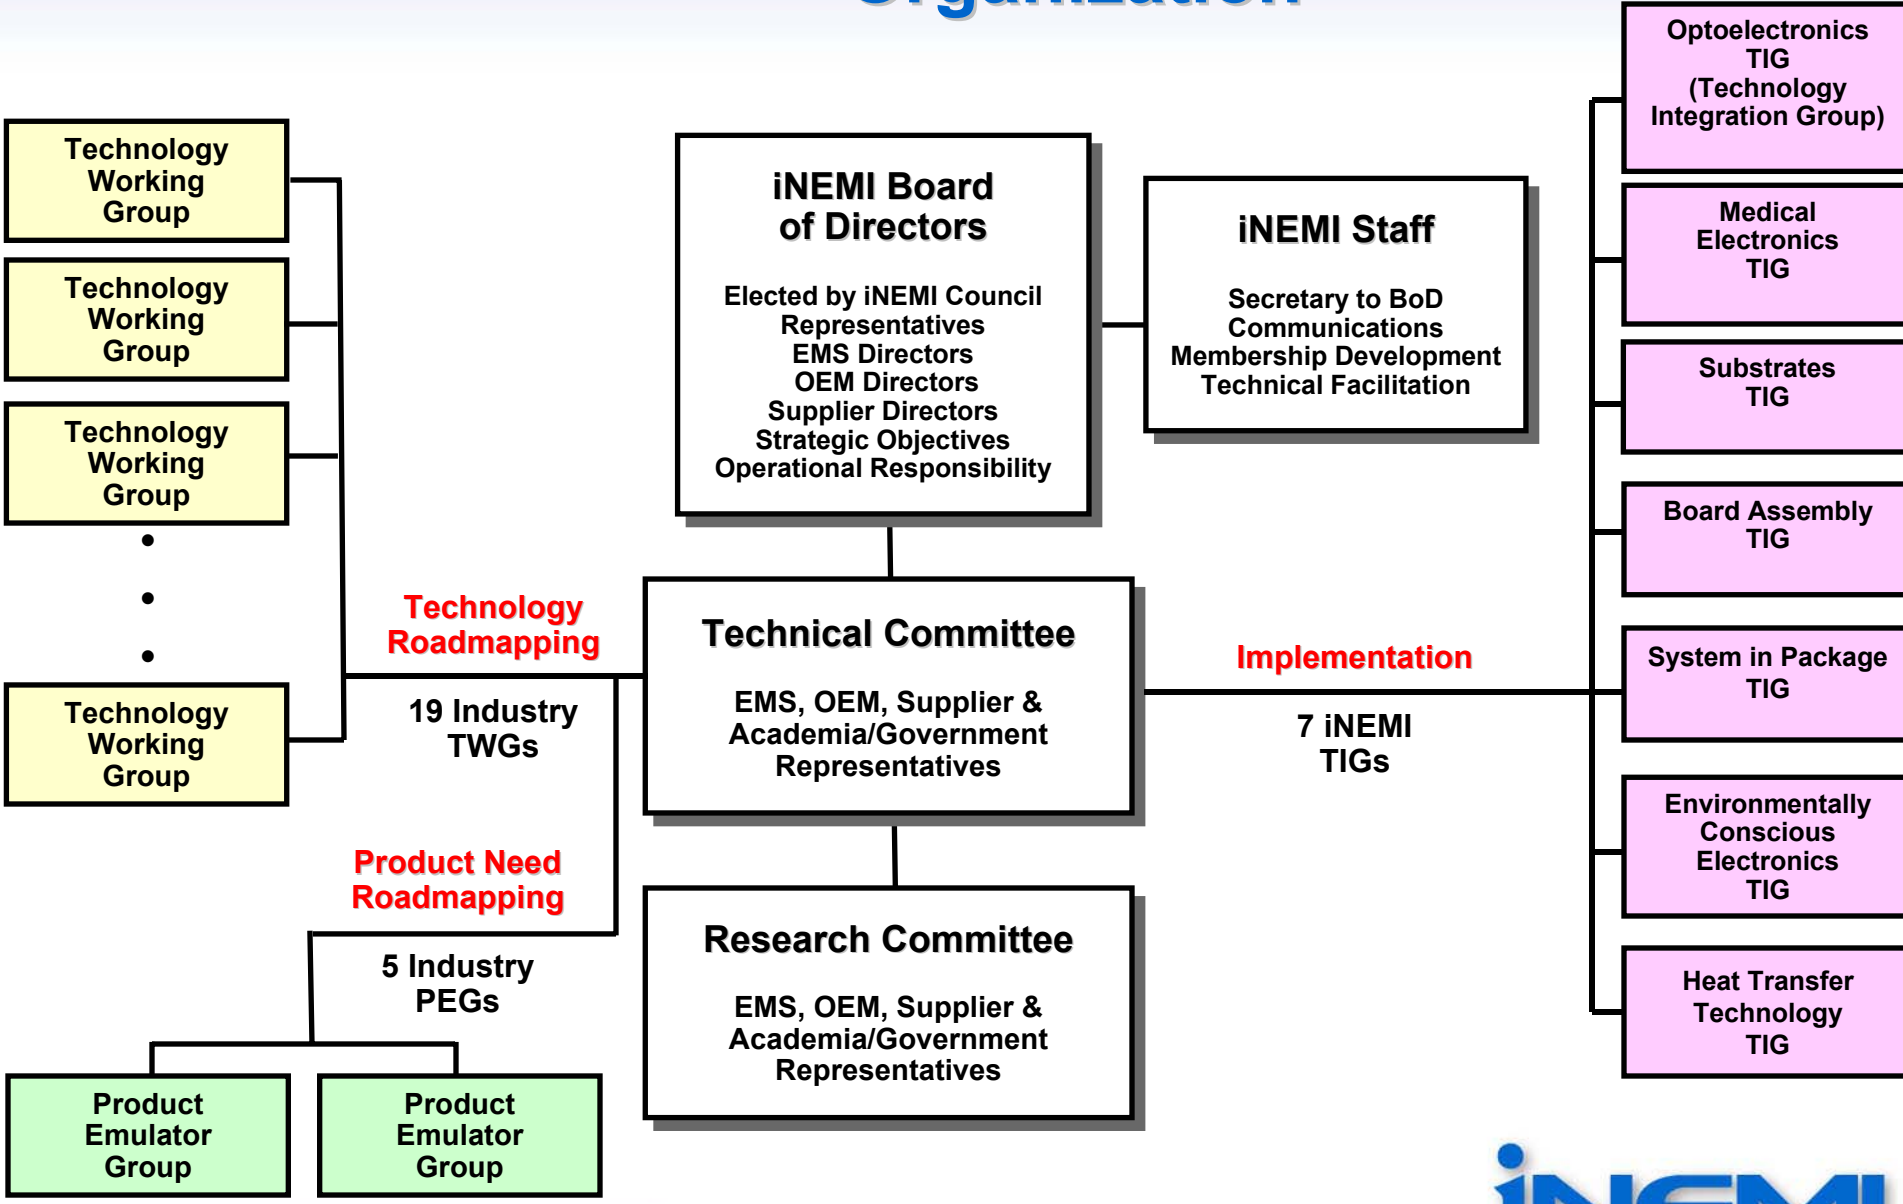 Organization
Technology
Working
Group
Technology
Working
Group
Technology
Working
Group
•
•
•
Technology
Working
Group
Technology
Roadmapping
19 Industry
TWGs
Product Need
Roadmapping
5 Industry
PEGs
Product
Emulator
Group
Product
Emulator
Group
iNEMI Board
of Directors
Elected by iNEMI Council
Representatives
EMS Directors
OEM Directors
Supplier Directors
Strategic Objectives
Operational Responsibility
iNEMI Staff
Secretary to BoD
Communications
Membership Development
Technical Facilitation
Technical Committee
EMS, OEM, Supplier &
Academia/Government
Representatives
Research Committee
EMS, OEM, Supplier &
Academia/Government
Representatives
Implementation
7 iNEMI
TIGs
Optoelectronics
TIG
(Technology
Integration Group)
Medical
Electronics
TIG
Substrates
TIG
Board Assembly
TIG
System in Package
TIG
Environmentally
Conscious
Electronics
TIG
Heat Transfer
Technology
TIG
iNEMI